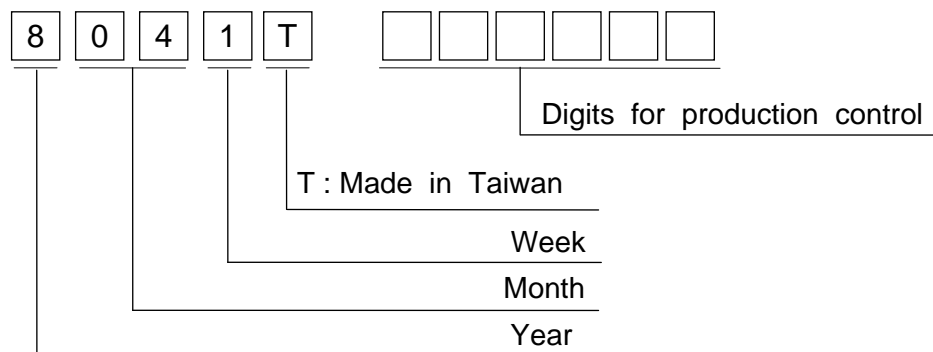 8 0 4 1 T
Digits for production control
T : Made in Taiwan
Week
Month
Year